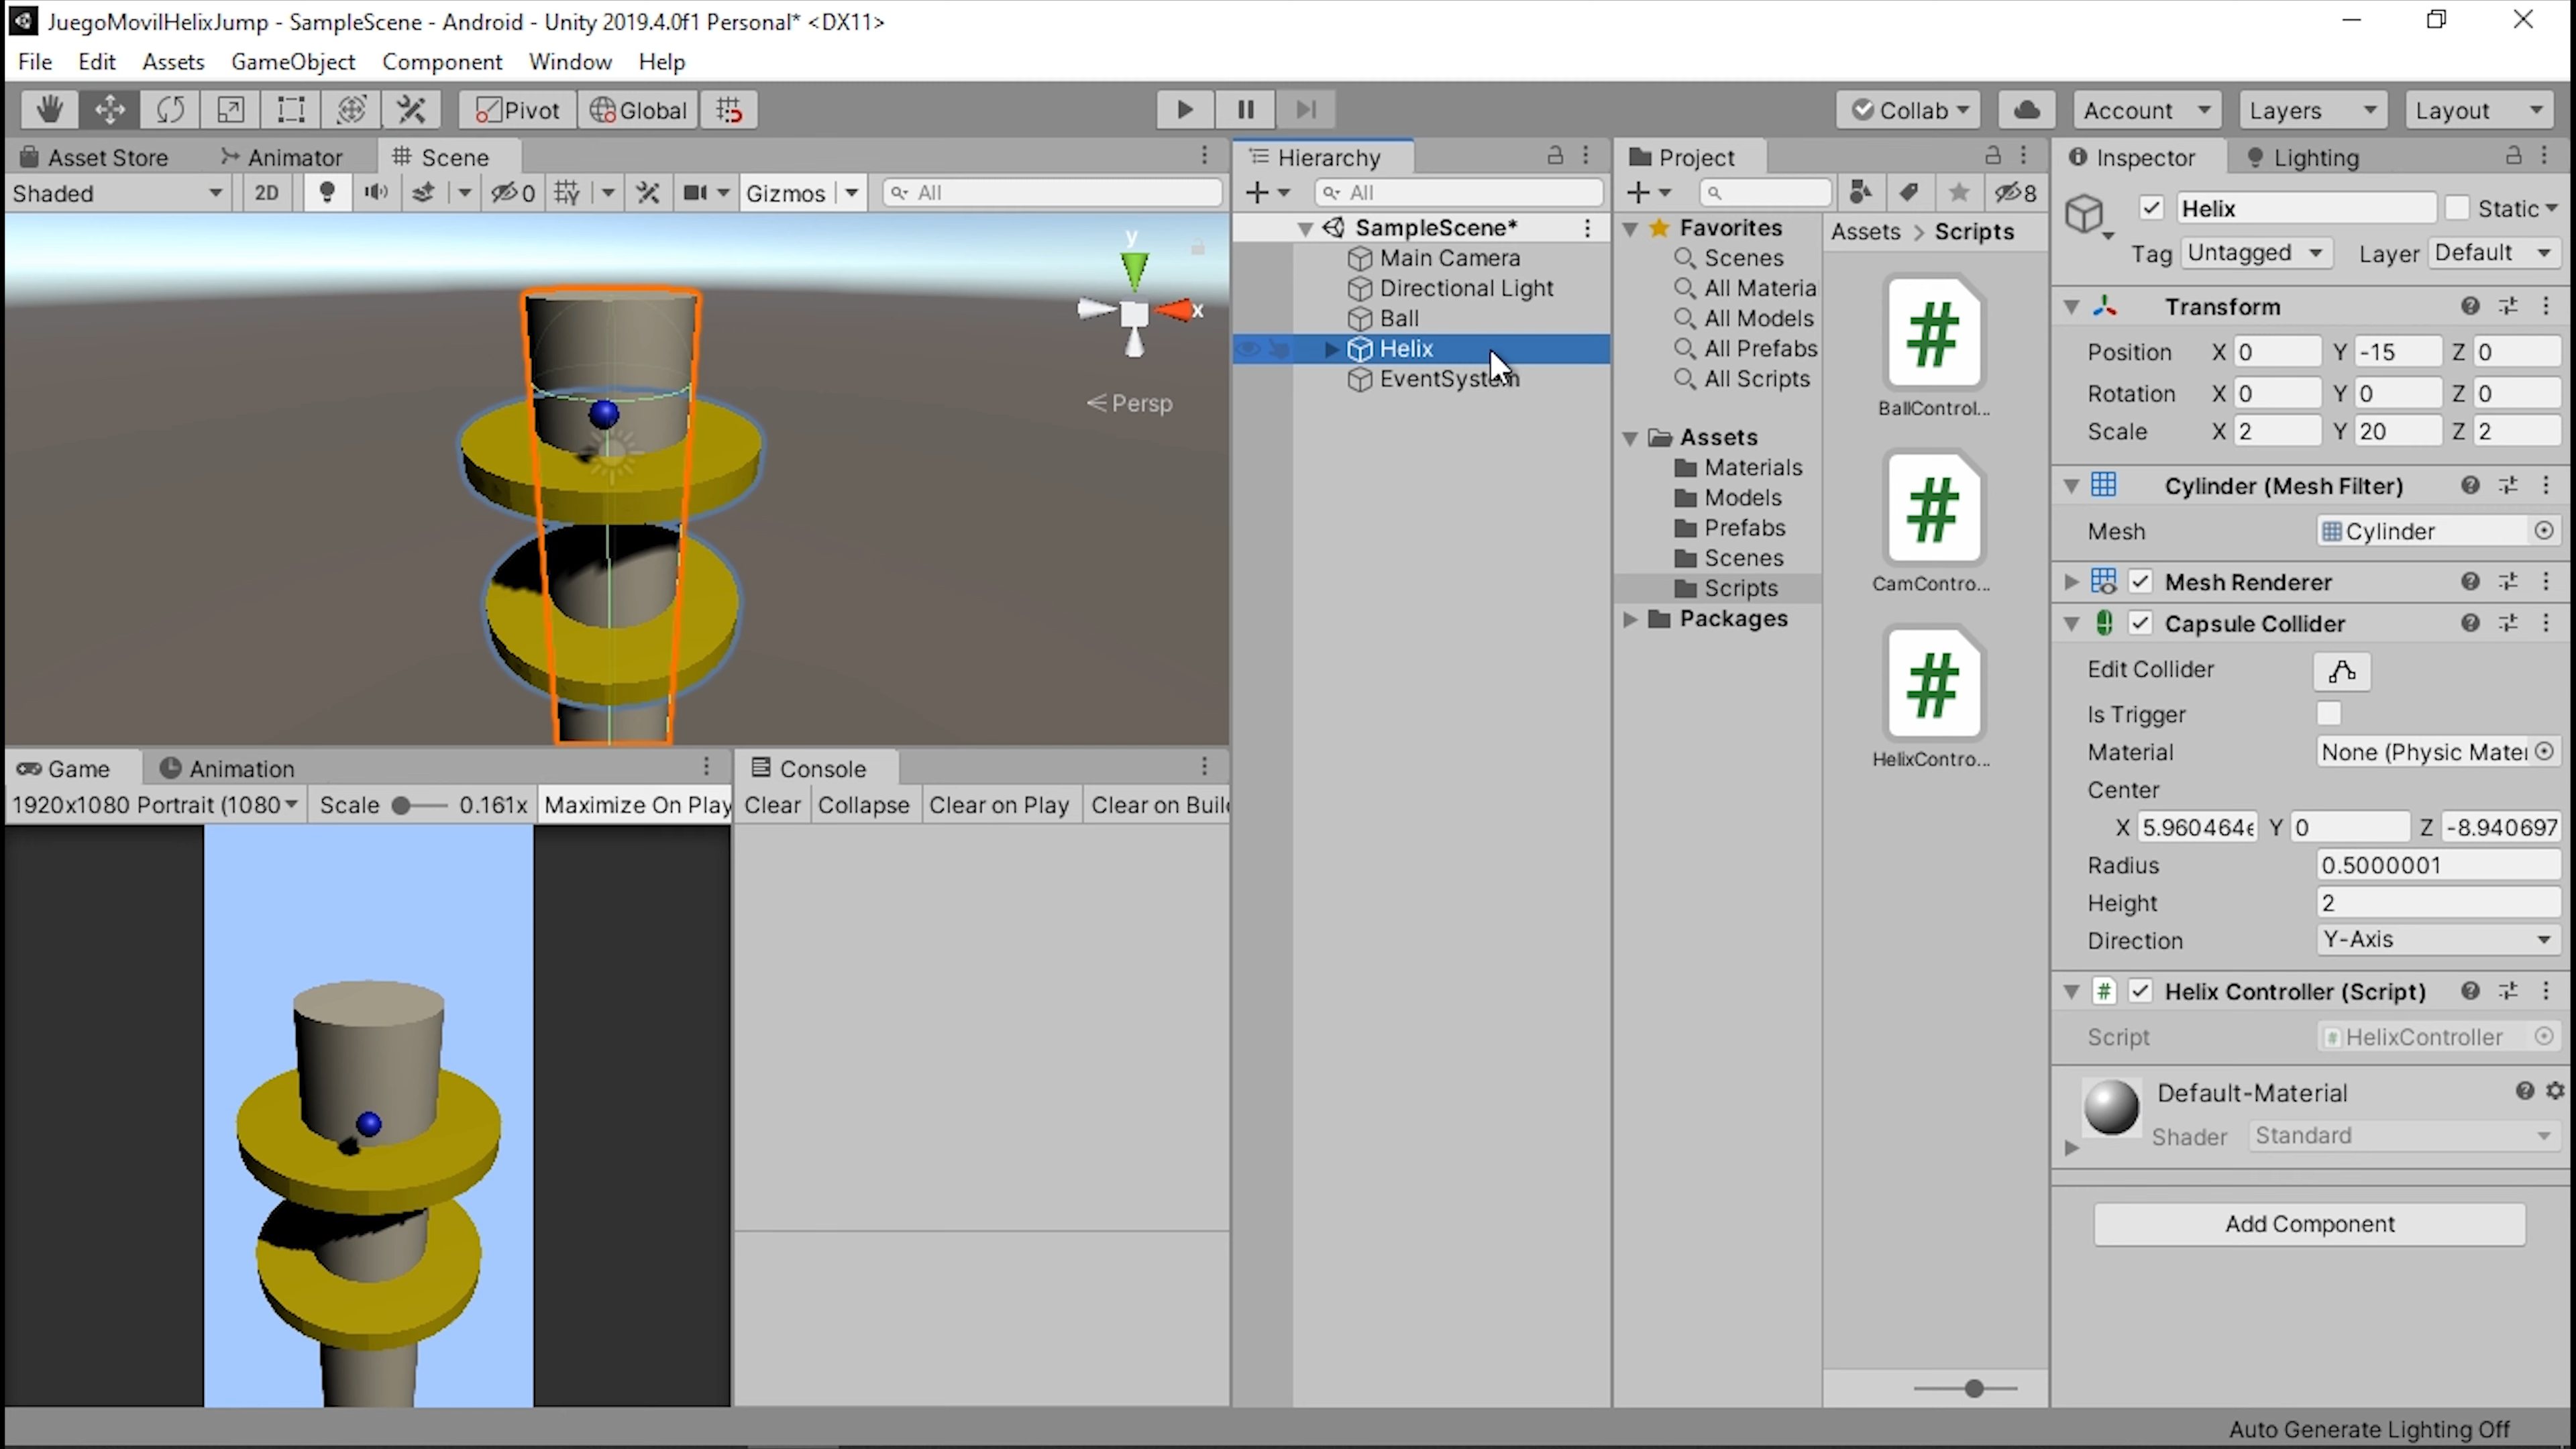 JuegoMovilHelixJump - SampleScene - Android - Unity 2019.4.0f1 Personal* <DX11>
File Edit Assets GameObject Component Window Help
Pivot Global Collab Account Layers Layout
Asset Store Animator Scene
Shaded 2D 0 Gizmos All
y
x
Persp
Game Animation
1920x1080 Portrait (1080 Scale 0.161x Maximize On Play
Console
Clear Collapse Clear on Play Clear on Buil
Hierarchy
All
SampleScene*
Main Camera
Directional Light
Ball
Helix
EventSystem
Project
8
Favorites
Scenes
All Materia
All Models
All Prefabs
All Scripts
Assets
Materials
Models
Prefabs
Scenes
Scripts
Packages
Assets > Scripts
BallControl...
CamContro...
HelixContro...
Inspector Lighting
Helix Static
Tag Untagged Layer Default
Transform
Position X 0 Y -15 Z 0
Rotation X 0 Y 0 Z 0
Scale X 2 Y 20 Z 2
Cylinder (Mesh Filter)
Mesh Cylinder
Mesh Renderer
Capsule Collider
Edit Collider
Is Trigger
Material None (Physic Mater
Center
X 5.960464e Y 0 Z -8.940697
Radius 0.5000001
Height 2
Direction Y-Axis
# Helix Controller (Script)
Script # HelixController
Default-Material
Shader Standard
Add Component
Auto Generate Lighting Off